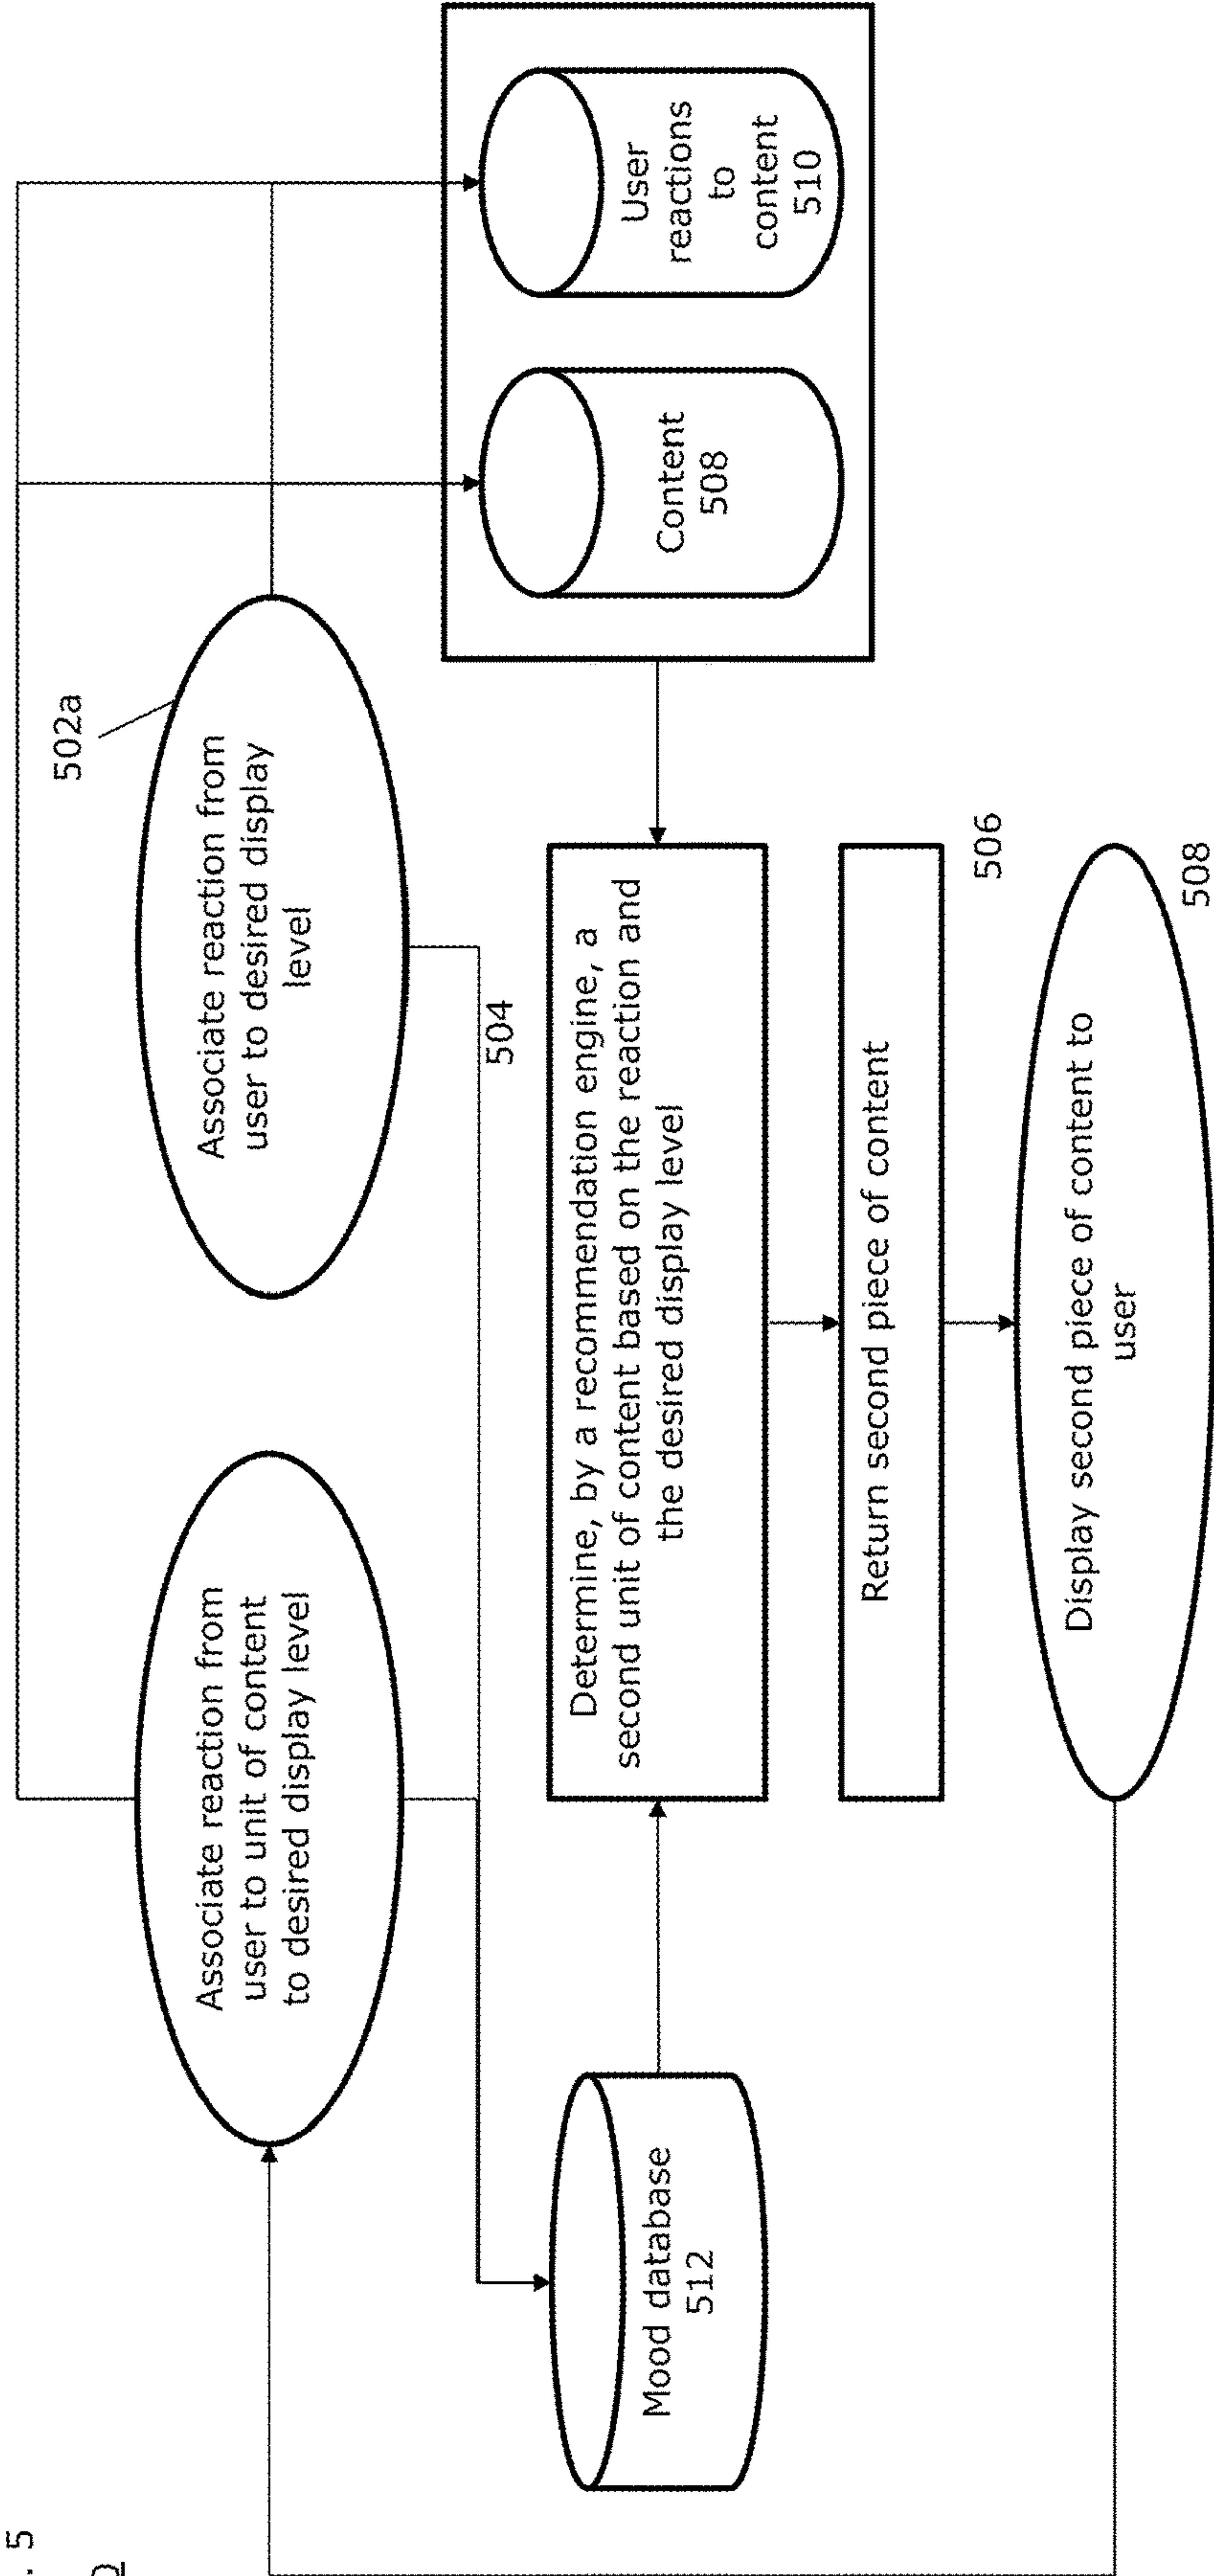 . 5
Associate reaction from
user to unit of content
to desired display level
Associate reaction from
user to desired display
level
502a
504
Mood database
512
Determine, by a recommendation engine, a
second unit of content based on the reaction and
the desired display level
Content
508
User
reactions
to
content
510
Return second piece of content
506
Display second piece of content to
user
508